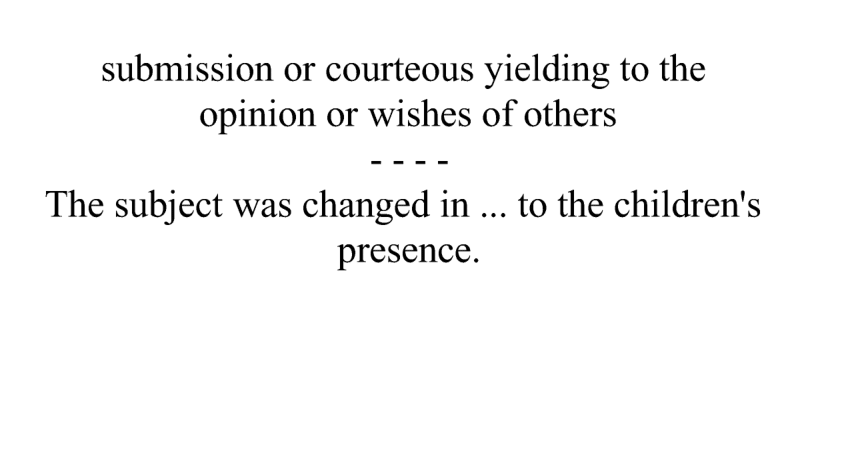 submission or courteous yielding to the
opinion or wishes of others
- - - -
The subject was changed in ... to the children's
presence.